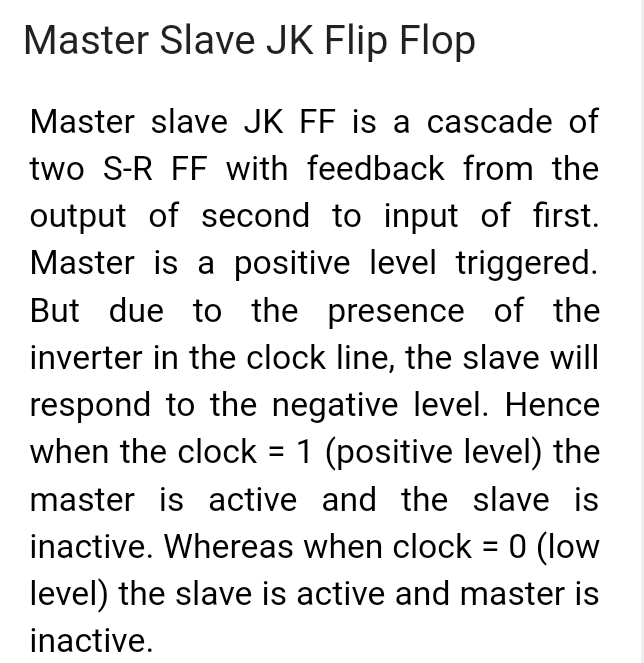 Master Slave JK Flip Flop
Master slave JK FF is a cascade of
two S-R FF with feedback from the
output of second to input of first.
Master is a positive level triggered.
But due to the presence of the
inverter in the clock line, the slave will
respond to the negative level. Hence
when the clock = 1 (positive level) the
master is active and the slave is
inactive. Whereas when clock = 0 (low
level) the slave is active and master is
inactive.